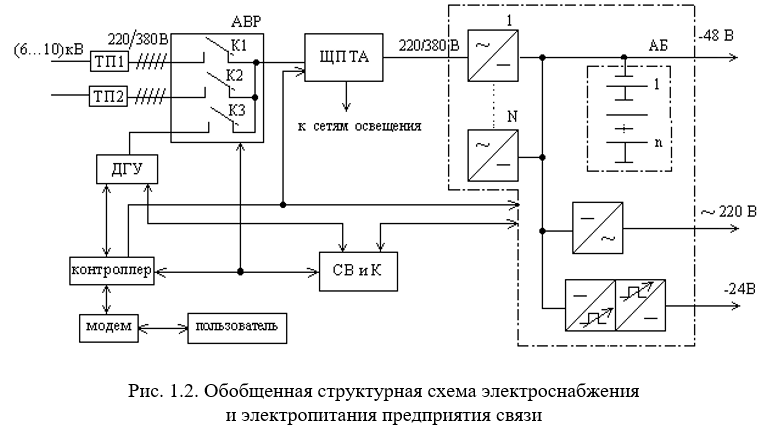 АВР
1
(6...10)кВ
220/380В
К1
ЩПТА
220/380В
~
АБ
-48 В
ТП1
1
К2
ТП2
к сетям освещения
N
К3
~
n
ДГУ
~ 220 В
~
контроллер
СВ и К
-24В
модем
пользователь
Рис. 1.2. Обобщенная структурная схема электроснабжения
и электропитания предприятия связи